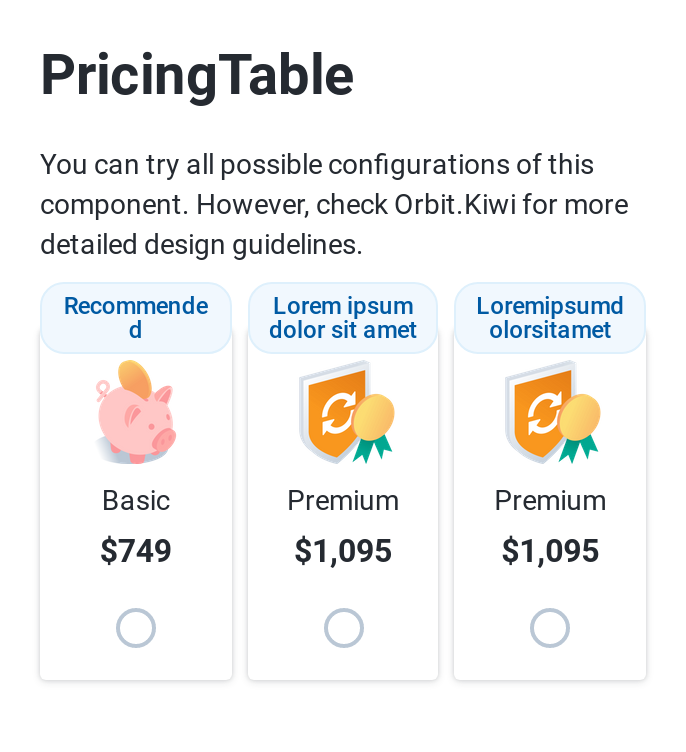 PricingTable
You can try all possible configurations of this
component. However, check Orbit.Kiwi for more
detailed design guidelines.
Recommende
d
Lorem ipsum
dolor sit amet
Loremipsumd
olorsitamet
Basic
Premium
Premium
$749
$1,095
$1,095